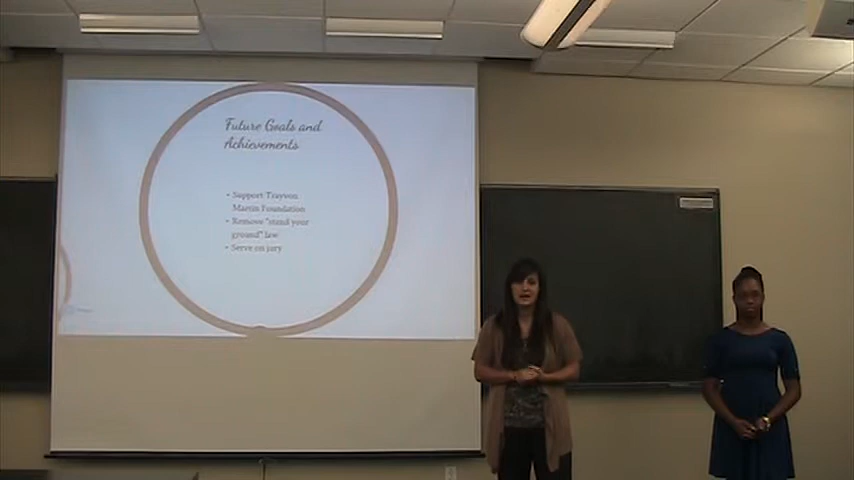 Future Goals and
Achievements
• Support Trayvon
Martin Foundation
• Remove "stand your
ground" law
• Serve on jury